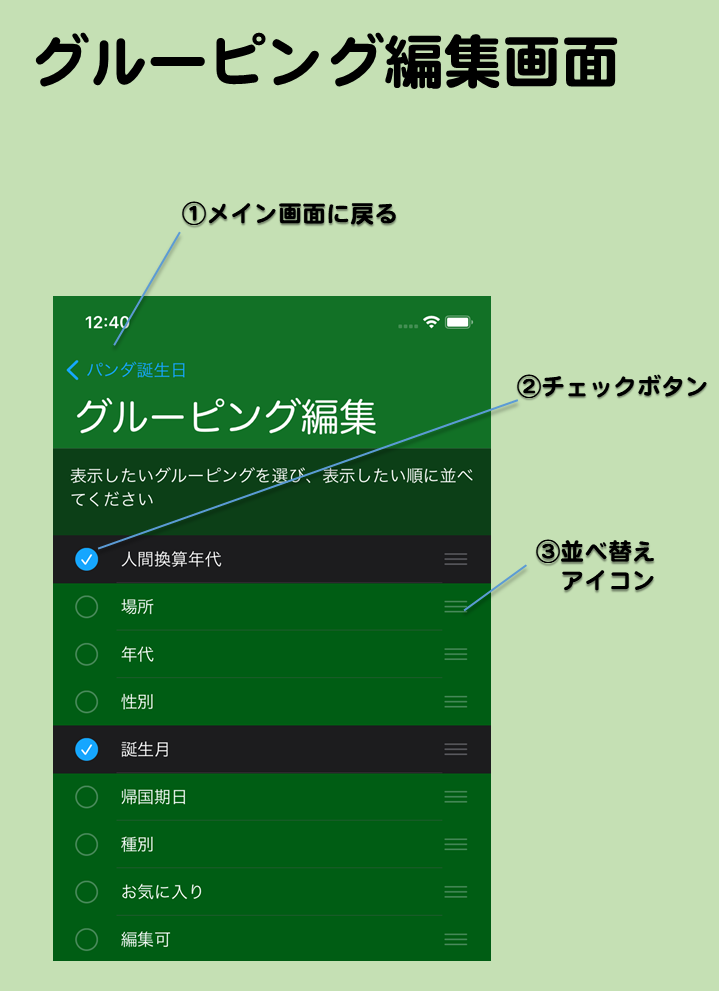 グルーピング編集画面
①メイン画面に戻る
12:40
パンダ誕生日
②チェックボタン
グルーピング編集
表示したいグルーピングを選び、表示したい順に並べ
てください
③並べ替え
アイコン
人間換算年代
場所
年代
性別
誕生月
帰国期日
種別
お気に入り
編集可